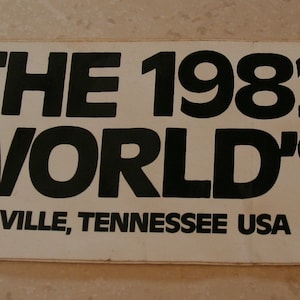 THE 198
WORLD'
VILLE, TENNESSEE USA